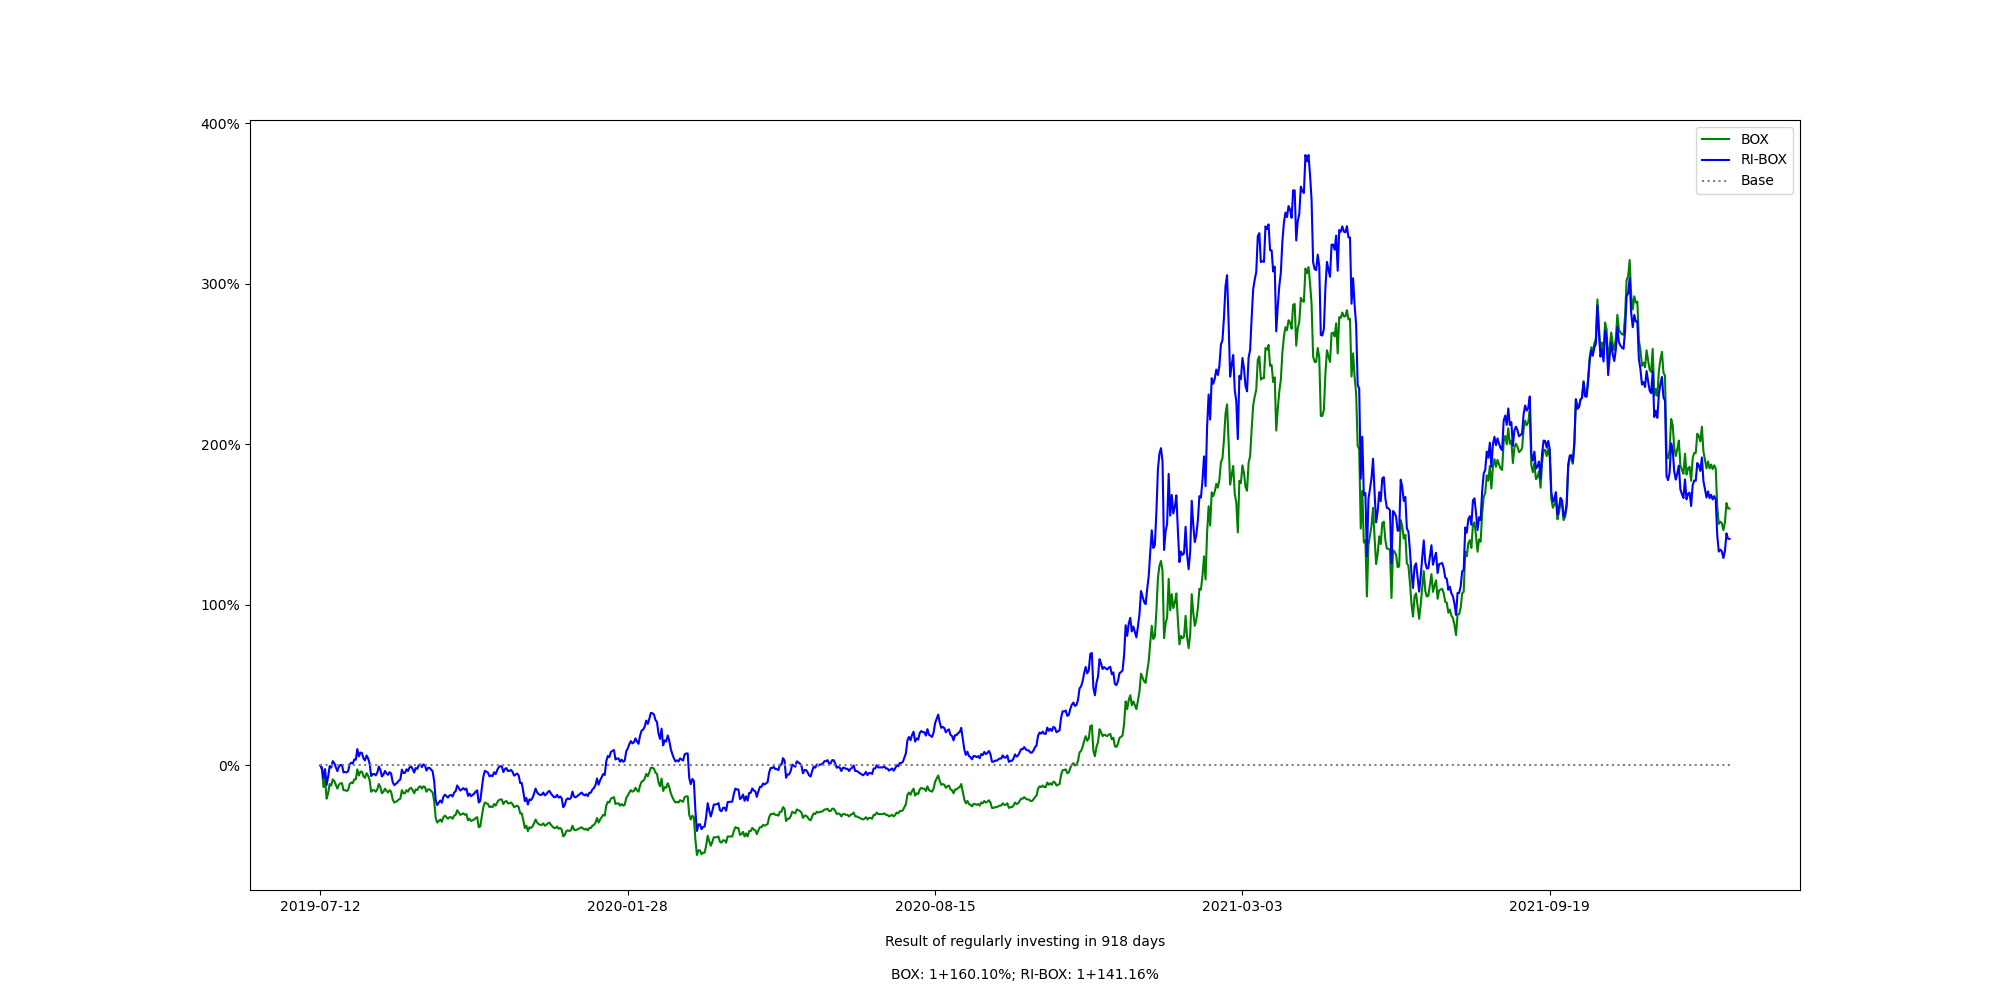 400%
300%
200%
100%
0%
BOX
RI-BOX
Base
2019-07-12 2020-01-28 2020-08-15 2021-03-03 2021-09-19
Result of regularly investing in 918 days
BOX: 1+160.10%; RI-BOX: 1+141.16%